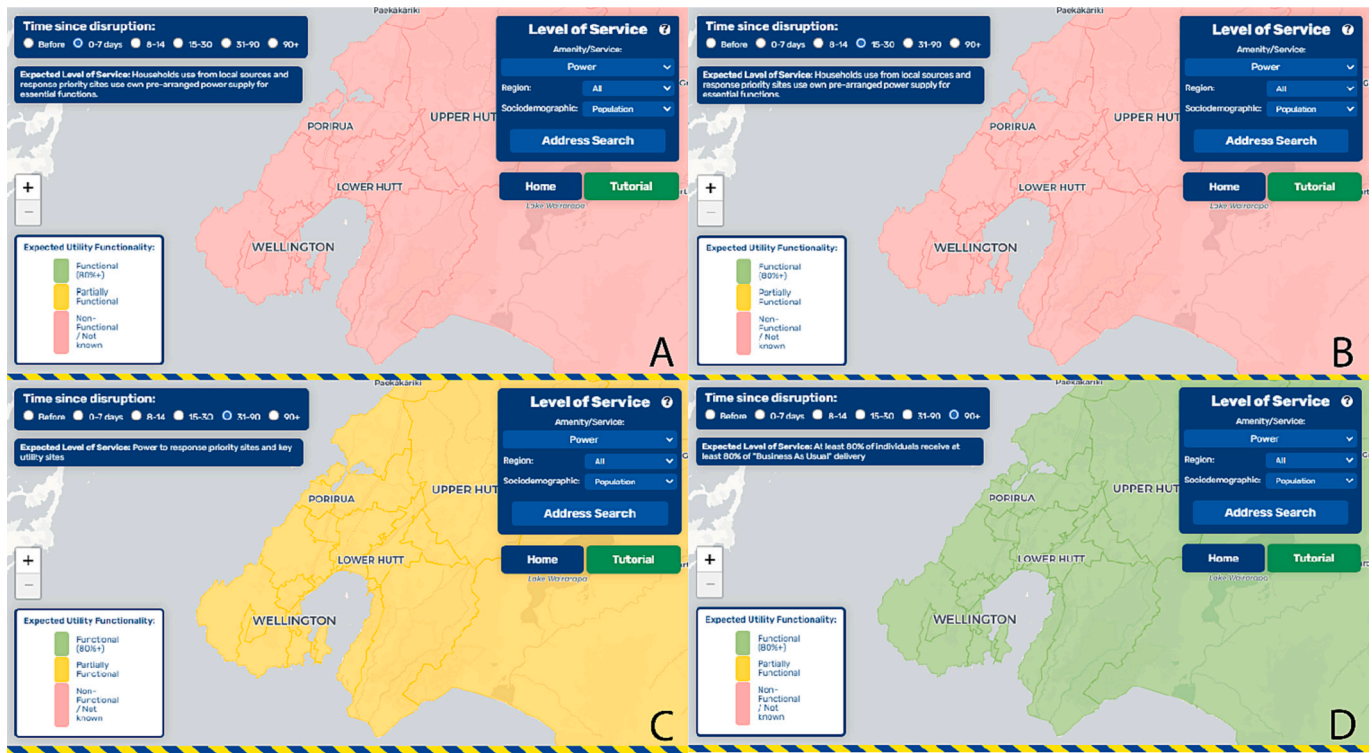 Paekākāriki
Time since disruption:
Before 0-7 days 8-14 15-30 31-90 90+
Expected Level of Service: Households use from local sources and
response priority sites use own pre-arranged power supply for
essential functions.
Level of Service ?
Amenity/Service:
Power
Region: All
Sociodemographic: Population
Address Search
Home Tutorial
PORIRUA
UPPER HUT
LOWER HUTT
WELLINGTON
Lake Wairarapa
+
−
Expected Utility Functionality:
Functional
(80%+)
Partially
Functional
Non-
Functional
/ Not
known
A
Paekākāriki
Time since disruption:
Before 0-7 days 8-14 15-30 31-90 90+
Expected Level of Service: Households use from local sources and
response priority sites use own pre-arranged power supply for
essential functions.
Level of Service ?
Amenity/Service:
Power
Region: All
Sociodemographic: Population
Address Search
Home Tutorial
PORIRUA
UPPER HUT
LOWER HUTT
WELLINGTON
Lake Wairarapa
+
−
Expected Utility Functionality:
Functional
(80%+)
Partially
Functional
Non-
Functional
/ Not
known
B
Paekākāriki
Time since disruption:
Before 0-7 days 8-14 15-30 31-90 90+
Expected Level of Service: Power to response priority sites and key
utility sites
Level of Service ?
Amenity/Service:
Power
Region: All
Sociodemographic: Population
Address Search
Home Tutorial
PORIRUA
UPPER HUT
LOWER HUTT
WELLINGTON
Lake Wairarapa
+
−
Expected Utility Functionality:
Functional
(80%+)
Partially
Functional
Non-
Functional
/ Not
known
C
Paekākāriki
Time since disruption:
Before 0-7 days 8-14 15-30 31-90 90+
Expected Level of Service: At least 80% of individuals receive at
least 80% of "Business As Usual" delivery
Level of Service ?
Amenity/Service:
Power
Region: All
Sociodemographic: Population
Address Search
Home Tutorial
PORIRUA
UPPER HUT
LOWER HUTT
WELLINGTON
Lake Wairarapa
+
−
Expected Utility Functionality:
Functional
(80%+)
Partially
Functional
Non-
Functional
/ Not
known
D